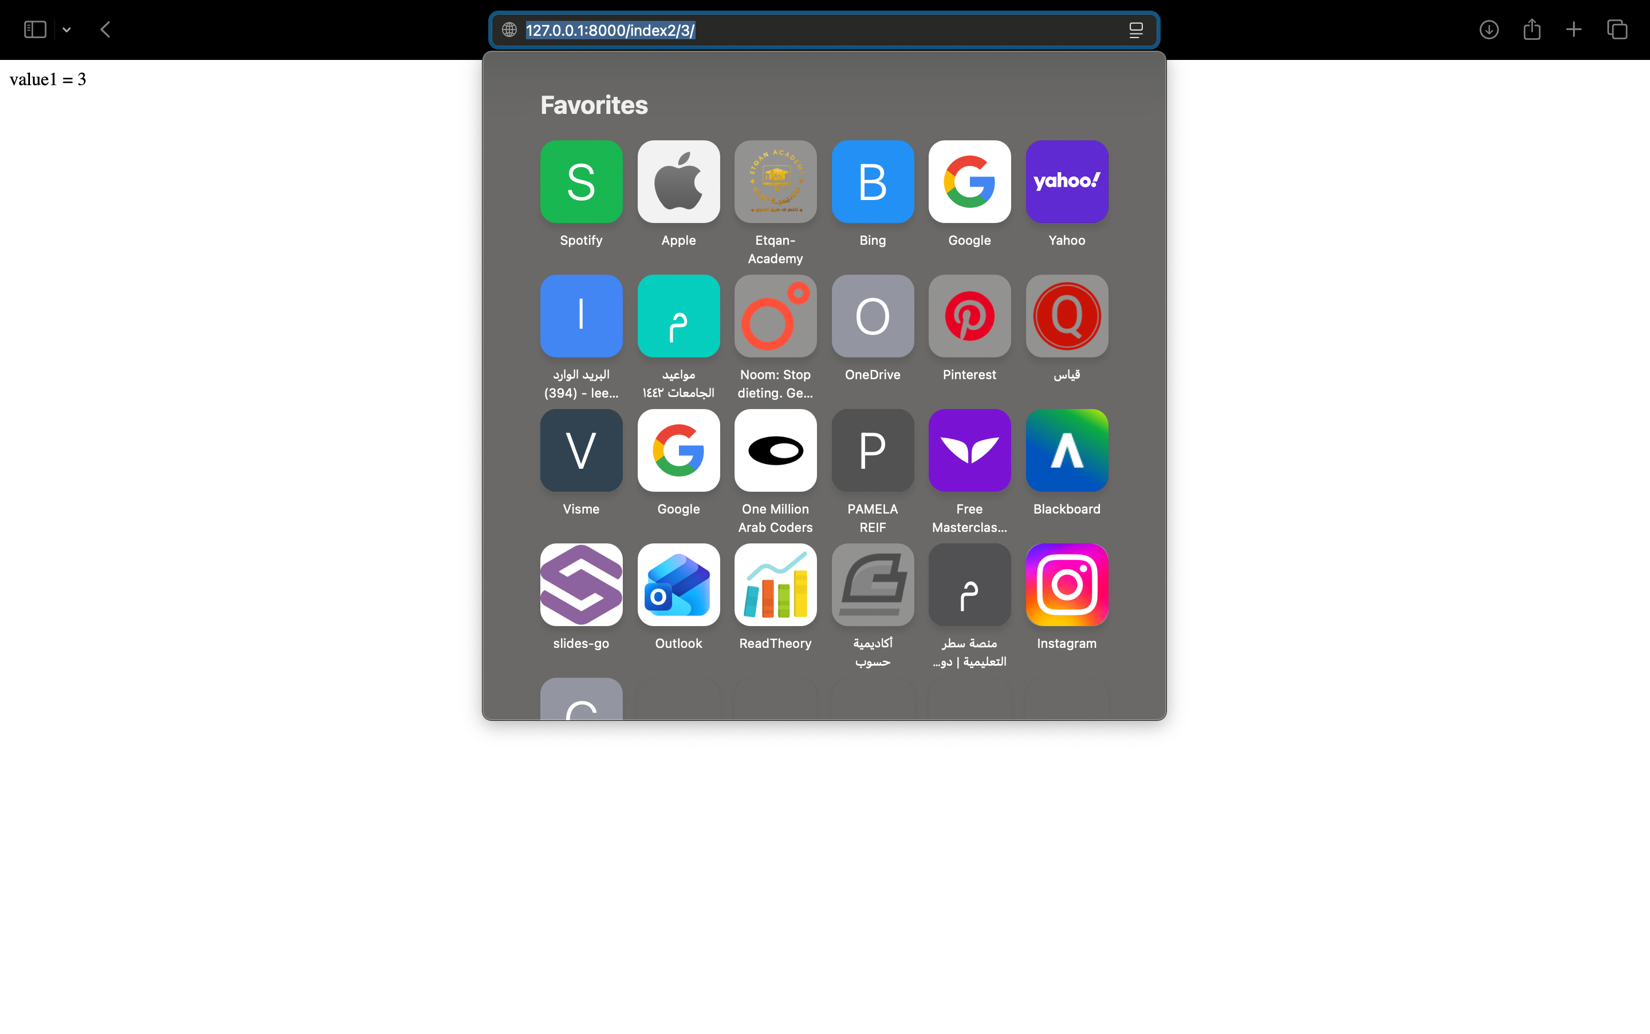 127.0.0.1:8000/index2/3/
value1 = 3
Favorites
S
B
yahoo!
Spotify
Apple
Etqan-
Academy
Bing
Google
Yahoo
ا
م
O
Q
البريد الوارد
(394) - lee...
مواعيد
الجامعات ١٤٤٢
Noom: Stop
dieting. Ge...
OneDrive
Pinterest
قياس
V
P
Visme
Google
One Million
Arab Coders
PAMELA
REIF
Free
Masterclas...
Blackboard
م
slides-go
Outlook
ReadTheory
أكاديمية
حسوب
منصة سطر
التعليمية | دو...
Instagram